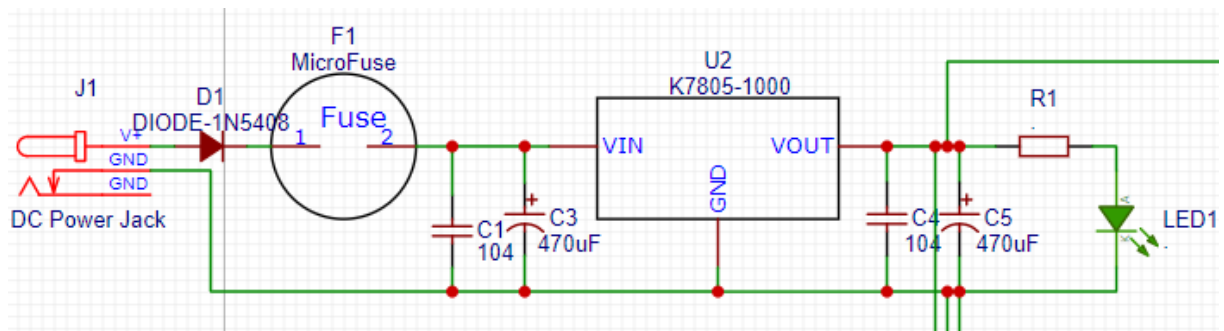 J1
V+
GND
GND
DC Power Jack
D1
DIODE-1N5408
F1
MicroFuse
Fuse
1
2
C1
104
C3
470uF
U2
K7805-1000
VIN
VOUT
GND
C4
104
C5
470uF
R1
.
A
K
LED1
.